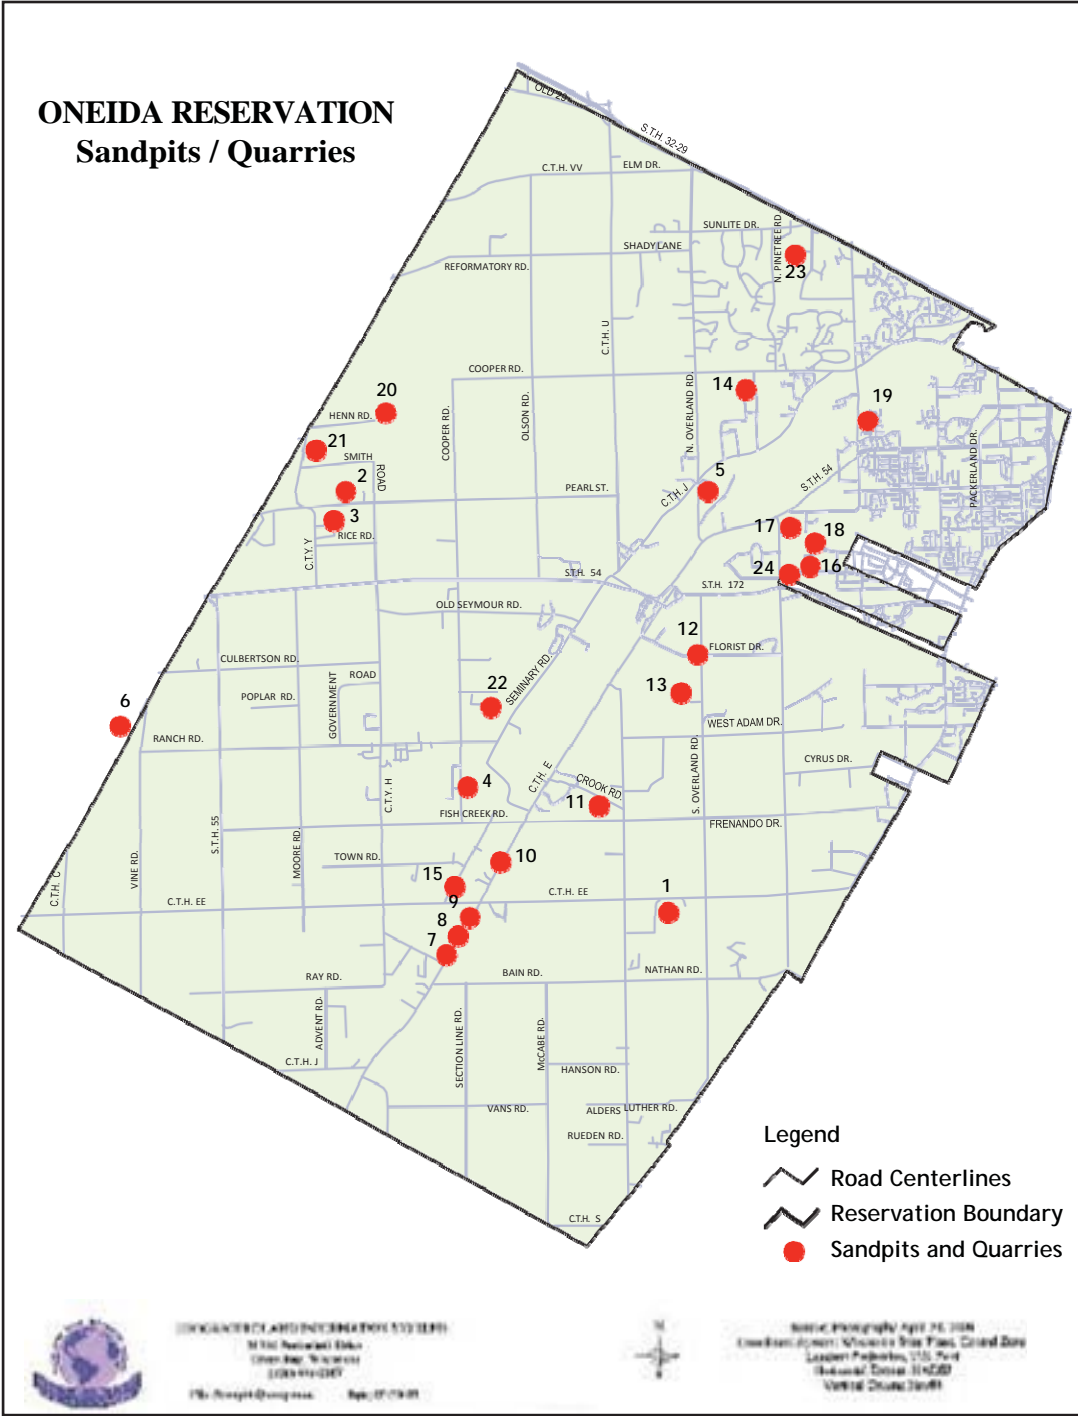 ONEIDA RESERVATION
Sandpits / Quarries
OLD 29
S.T.H. 32-29
C.T.H. VV
ELM DR.
SUNLITE DR.
N. PINETREE RD.
SHADY LANE
23
REFORMATORY RD.
C.T.H. U
COOPER RD.
14
20
19
HENN RD.
N. OVERLAND RD.
OLSON RD.
COOPER RD.
21
SMITH
ROAD
PACKERLAND DR.
2
5
S.T.H. 54
PEARL ST.
C.T.H. J
3
17
18
RICE RD.
C.T.Y. Y
16
24
S.T.H. 54
S.T.H. 172
OLD SEYMOUR RD.
12
FLORIST DR.
CULBERTSON RD.
SEMINARY RD.
ROAD
GOVERNMENT
22
13
POPLAR RD.
6
WEST ADAM DR.
RANCH RD.
CYRUS DR.
S. OVERLAND RD.
C.T.H. E
4
C.T.Y. H
CROOK RD.
11
FISH CREEK RD.
FRENANDO DR.
S.T.H. 55
MOORE RD.
10
TOWN RD.
VINE RD.
C.T.H. C
15
1
C.T.H. EE
C.T.H. EE
9
8
7
RAY RD.
BAIN RD.
NATHAN RD.
ADVENT RD.
SECTION LINE RD.
McCABE RD.
C.T.H. J
HANSON RD.
VANS RD.
ALDERS
LUTHER RD.
RUEDEN RD.
C.T.H. S
Legend
Road Centerlines
Reservation Boundary
Sandpits and Quarries